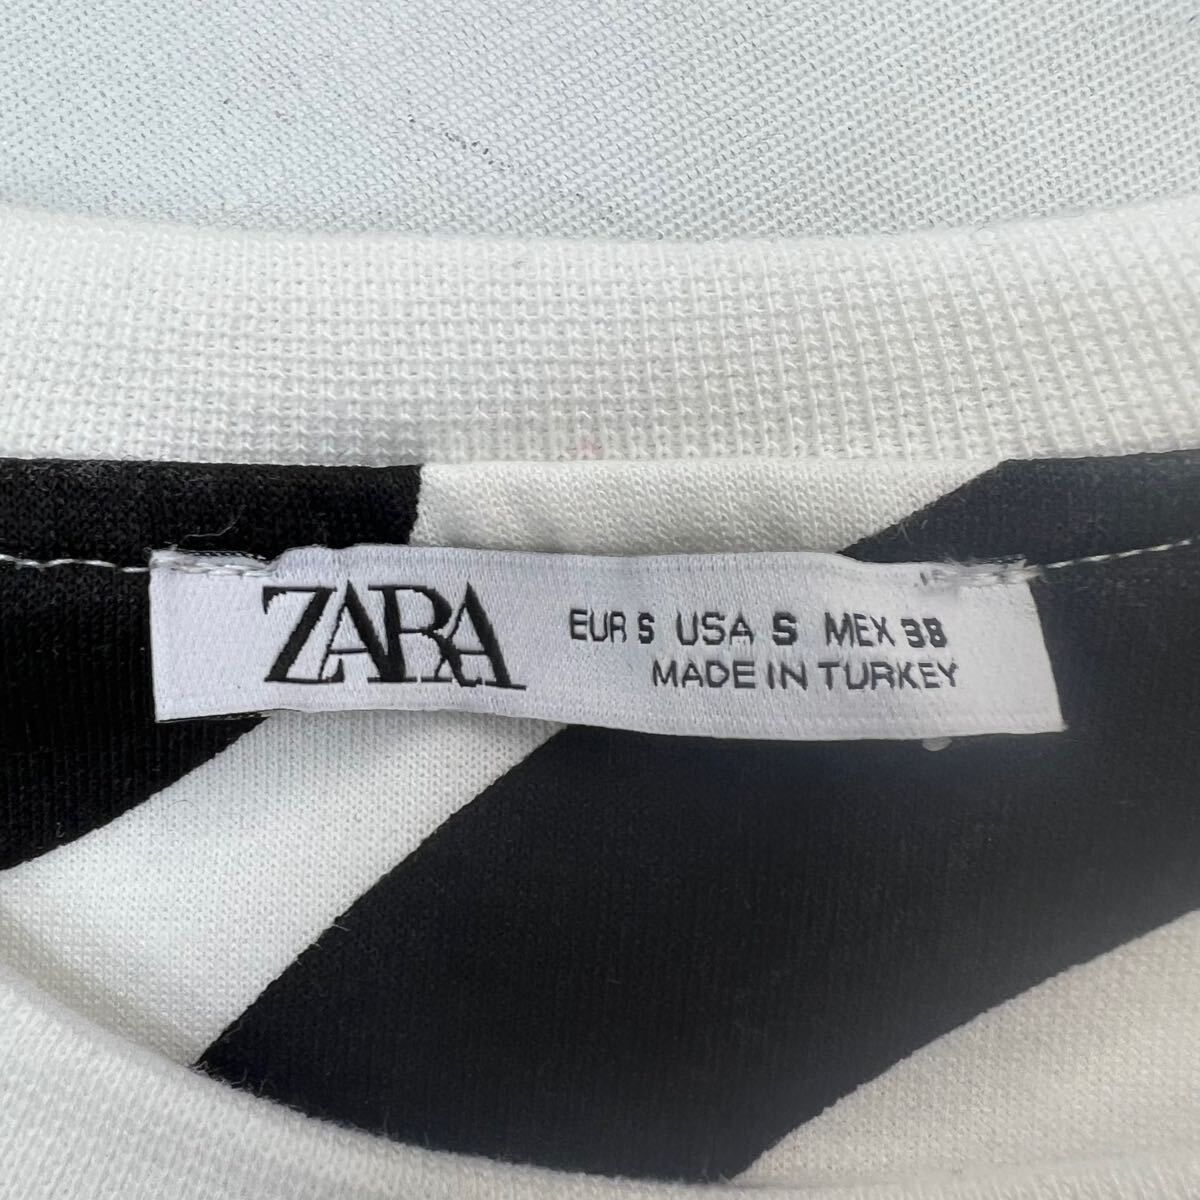 ZARA
EUR S USA S MEX 38
MADE IN TURKEY